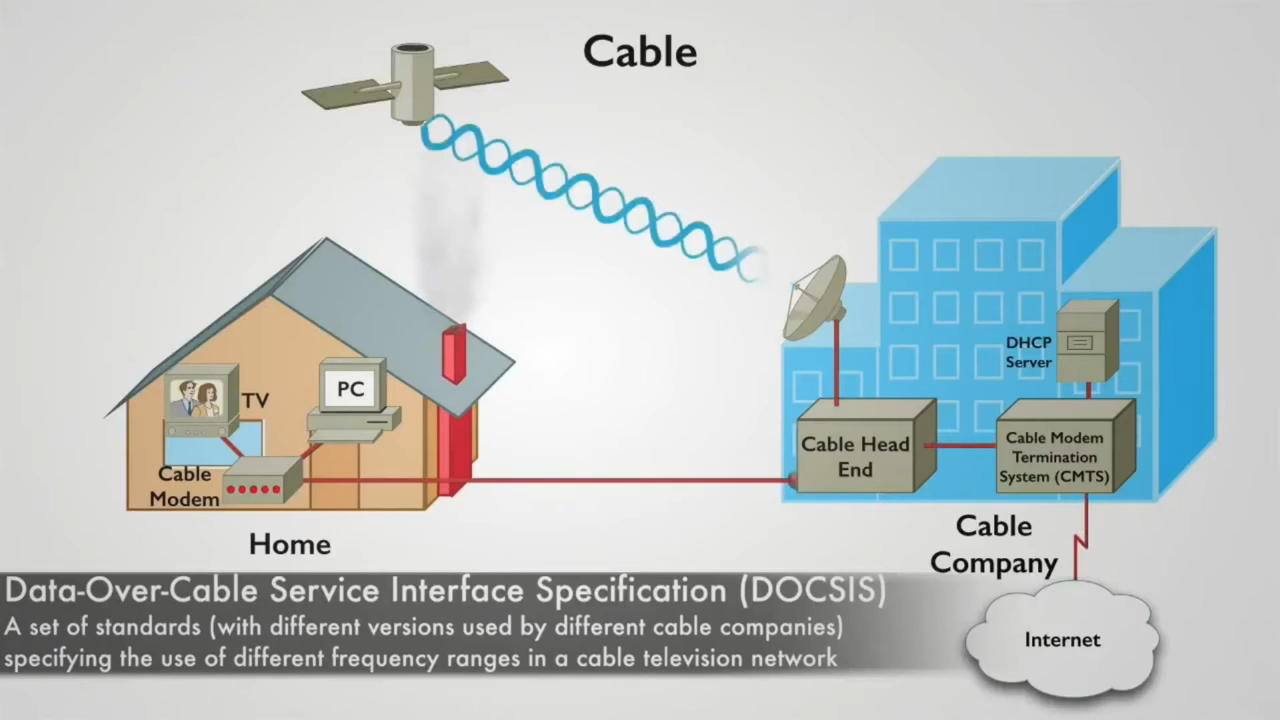 Cable
DHCP
Server
TV
PC
Cable
Modem
Cable Head
End
Cable Modem
Termination
System (CMTS)
Home
Cable
Company
Internet
Data-Over-Cable Service Interface Specification (DOCSIS)
A set of standards (with different versions used by different cable companies)
specifying the use of different frequency ranges in a cable television network